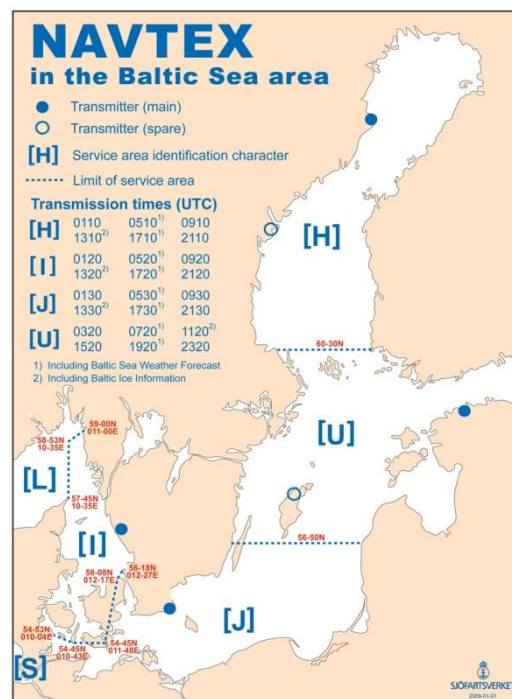 NAVTEX
in the Baltic Sea area
Transmitter (main)
Transmitter (spare)
[H] Service area identification character
Limit of service area
Transmission times (UTC)
[H] 0110 0510¹⁾ 0910
1310²⁾ 1710¹⁾ 2110
[I] 0120 0520¹⁾ 0920
1320²⁾ 1720¹⁾ 2120
[J] 0130 0530¹⁾ 0930
1330²⁾ 1730¹⁾ 2130
[U] 0320 0720¹⁾ 1120²⁾
1520 1920¹⁾ 2320
1) Including Baltic Sea Weather Forecast
2) Including Baltic Ice Information
[H]
60-30N
[U]
59-00N
011-00E
58-53N
10-35E
[L]
57-45N
10-35E
[I]
56-50N
56-18N
012-27E
56-08N
012-17E
[J]
54-53N
010-04E
54-45N
010-43E
54-45N
011-48E
[S]
SJÖFARTSVERKET
2009-01-01